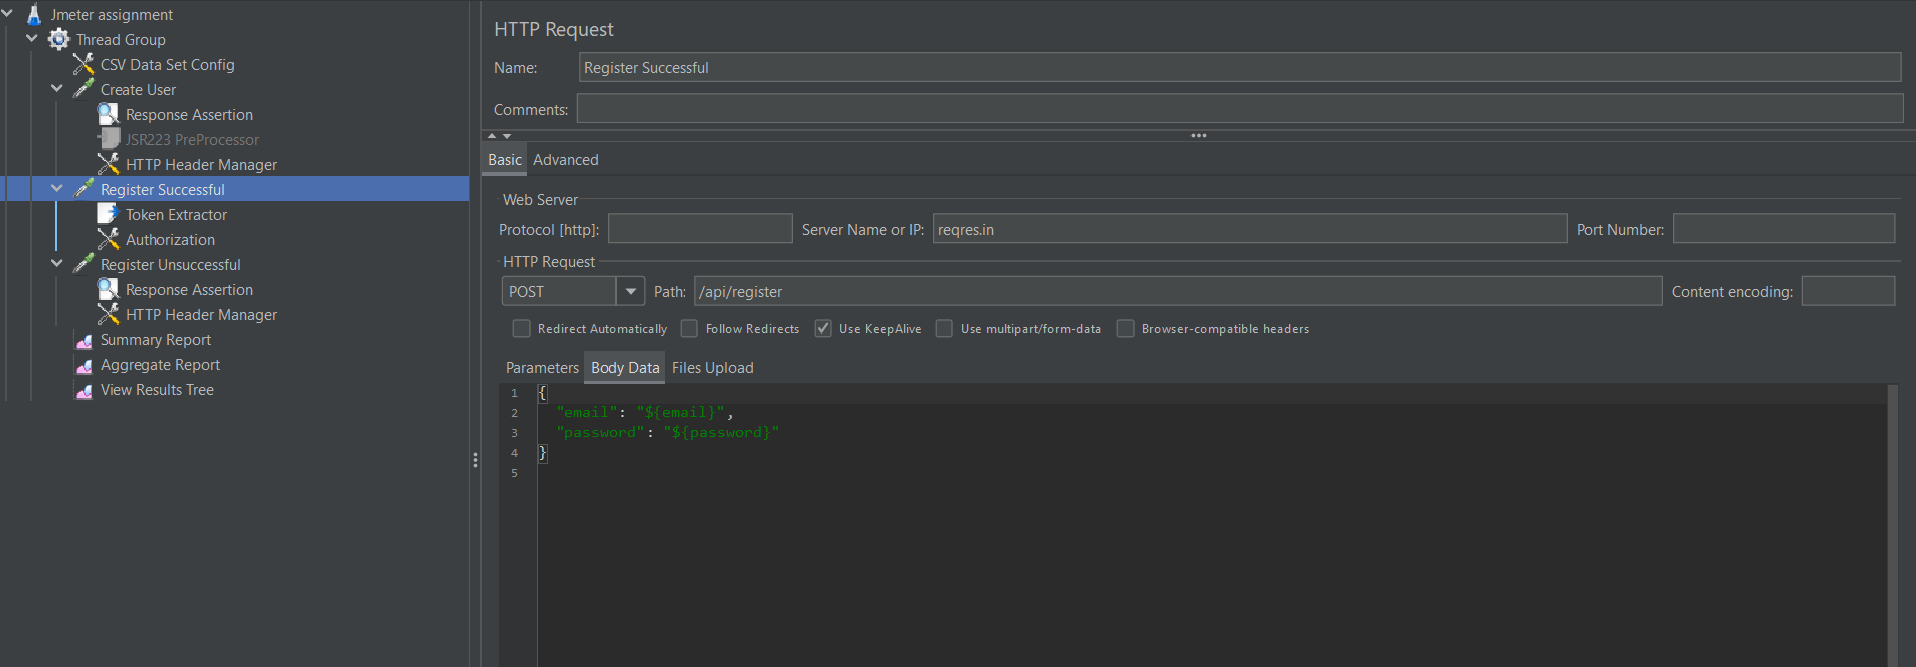 Jmeter assignment
Thread Group
CSV Data Set Config
Create User
Response Assertion
JSR223 PreProcessor
HTTP Header Manager
Register Successful
Token Extractor
Authorization
Register Unsuccessful
Response Assertion
HTTP Header Manager
Summary Report
Aggregate Report
View Results Tree
HTTP Request
Name: Register Successful
Comments:
Basic Advanced
Web Server
Protocol [http]: Server Name or IP: reqres.in Port Number:
HTTP Request
POST Path: /api/register Content encoding:
Redirect Automatically Follow Redirects Use KeepAlive Use multipart/form-data Browser-compatible headers
Parameters Body Data Files Upload
1 {
2 "email": "${email}",
3 "password": "${password}"
4 }
5